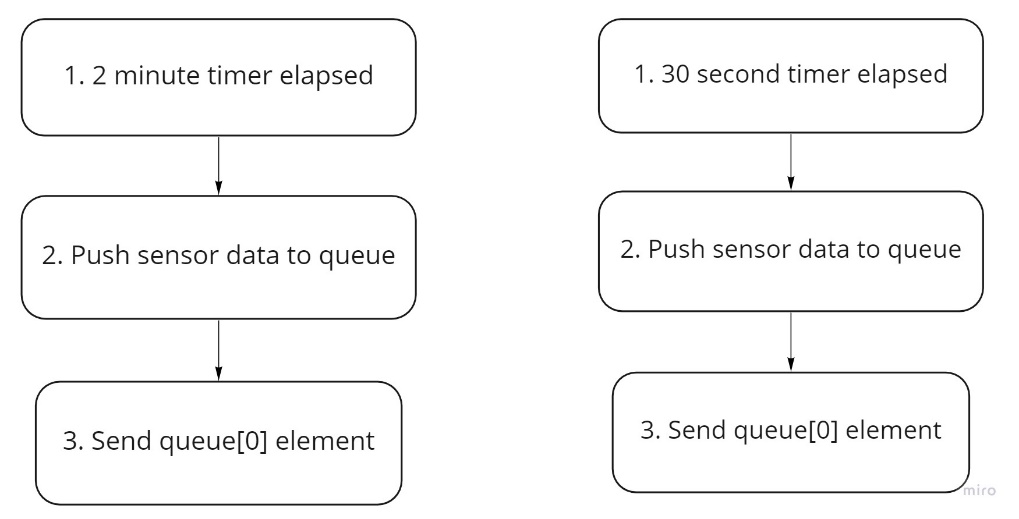 1. 2 minute timer elapsed
2. Push sensor data to queue
3. Send queue[0] element
1. 30 second timer elapsed
2. Push sensor data to queue
3. Send queue[0] element
miro